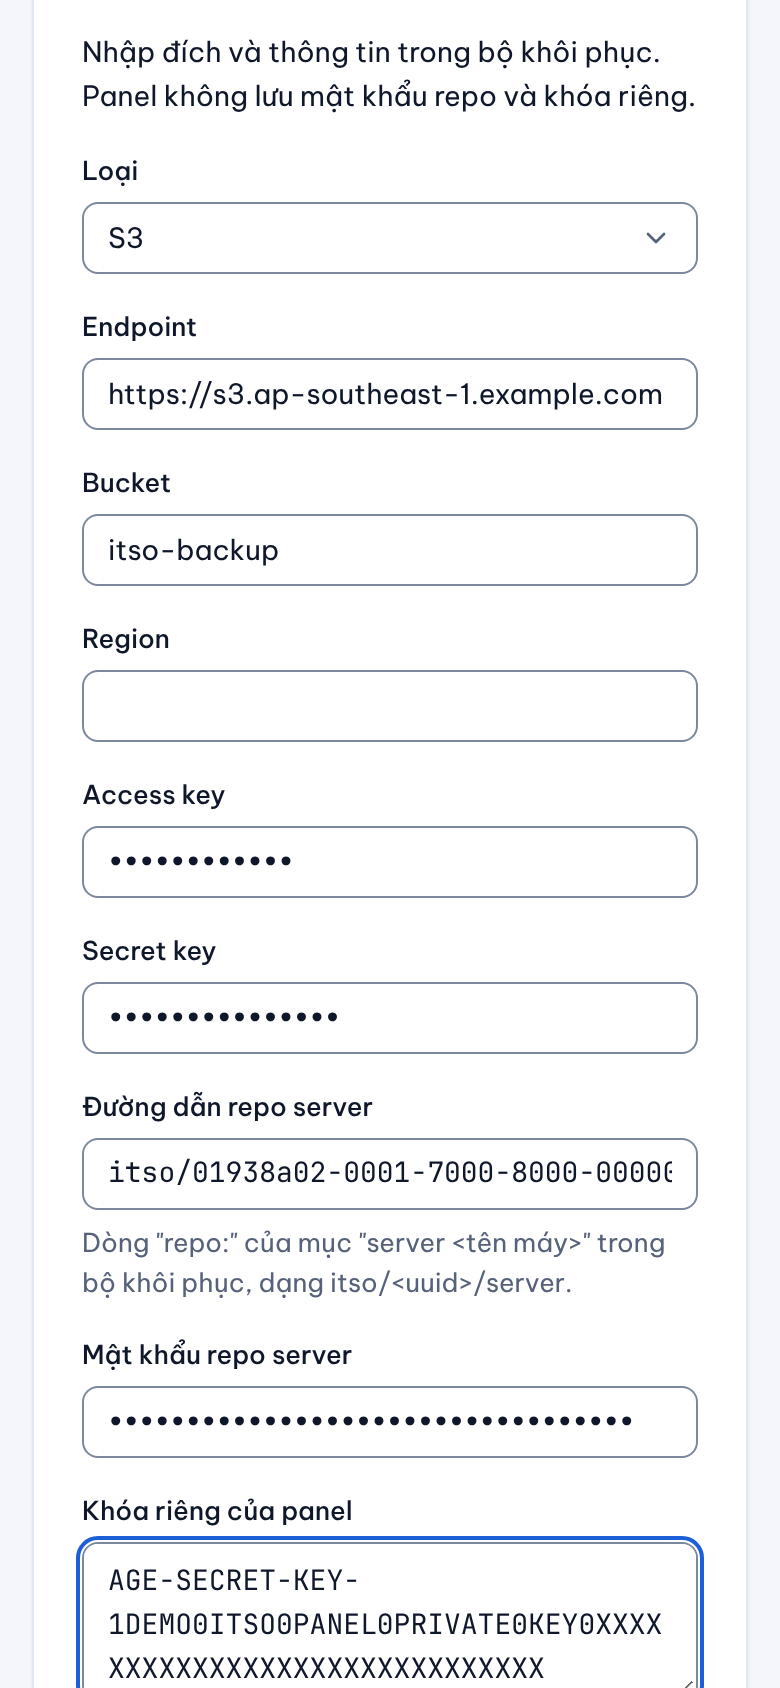 Nhập đích và thông tin trong bộ khôi phục.
Panel không lưu mật khẩu repo và khóa riêng.
Loại
S3
Endpoint
https://s3.ap-southeast-1.example.com
Bucket
itso-backup
Region
Access key
••••••••••••
Secret key
•••••••••••••••
Đường dẫn repo server
itso/01938a02-0001-7000-8000-00000
Dòng "repo:" của mục "server <tên máy>" trong
bộ khôi phục, dạng itso/<uuid>/server.
Mật khẩu repo server
••••••••••••••••••••••••••••••••••
Khóa riêng của panel
AGE-SECRET-KEY-
1DEMO0ITSO0PANEL0PRIVATE0KEY0XXXX
XXXXXXXXXXXXXXXXXXXXXXXXXX